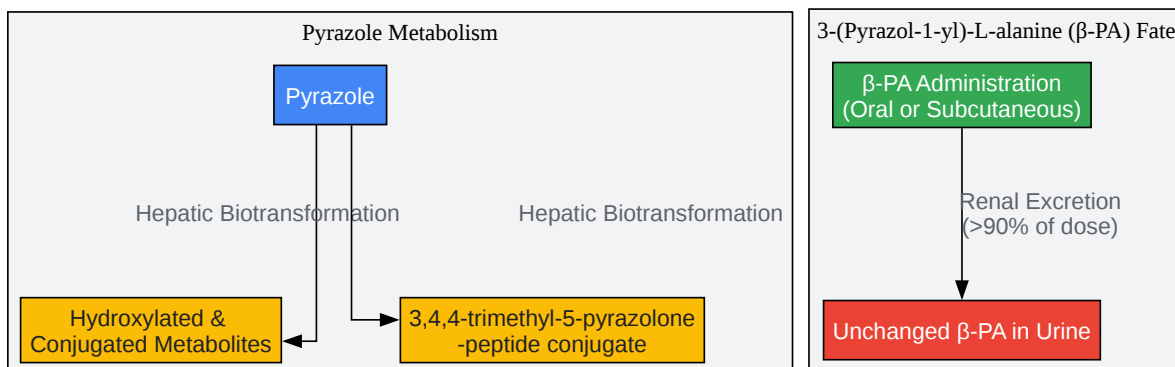 Pyrazole Metabolism
Pyrazole
Hepatic Biotransformation
Hepatic Biotransformation
Hydroxylated &
Conjugated Metabolites
3,4,4-trimethyl-5-pyrazolone
-peptide conjugate
3-(Pyrazol-1-yl)-L-alanine (β-PA) Fate
β-PA Administration
(Oral or Subcutaneous)
Renal Excretion
(>90% of dose)
Unchanged β-PA in Urine